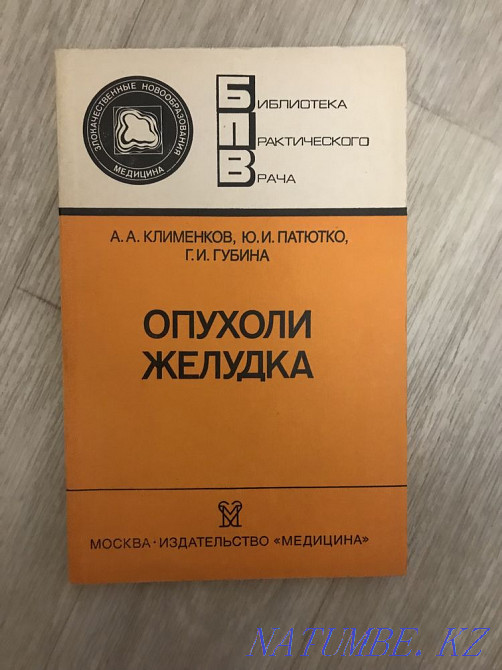 ЗЛОКАЧЕСТВЕННЫЕ НОВООБРАЗОВАНИЯ
МЕДИЦИНА
БИБЛИОТЕКА
ПРАКТИЧЕСКОГО
ВРАЧА
А.А. КЛИМЕНКОВ, Ю.И. ПАТЮТКО,
Г.И. ГУБИНА
ОПУХОЛИ
ЖЕЛУДКА
МОСКВА · ИЗДАТЕЛЬСТВО «МЕДИЦИНА»
NATUMBE.KZ